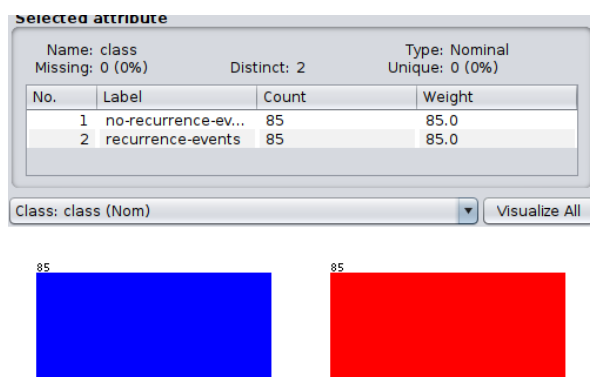 Selected attribute
Name: class Type: Nominal
Missing: 0 (0%) Distinct: 2 Unique: 0 (0%)
No. Label Count Weight
1 no-recurrence-ev... 85 85.0
2 recurrence-events 85 85.0
Class: class (Nom) Visualize All
85 85